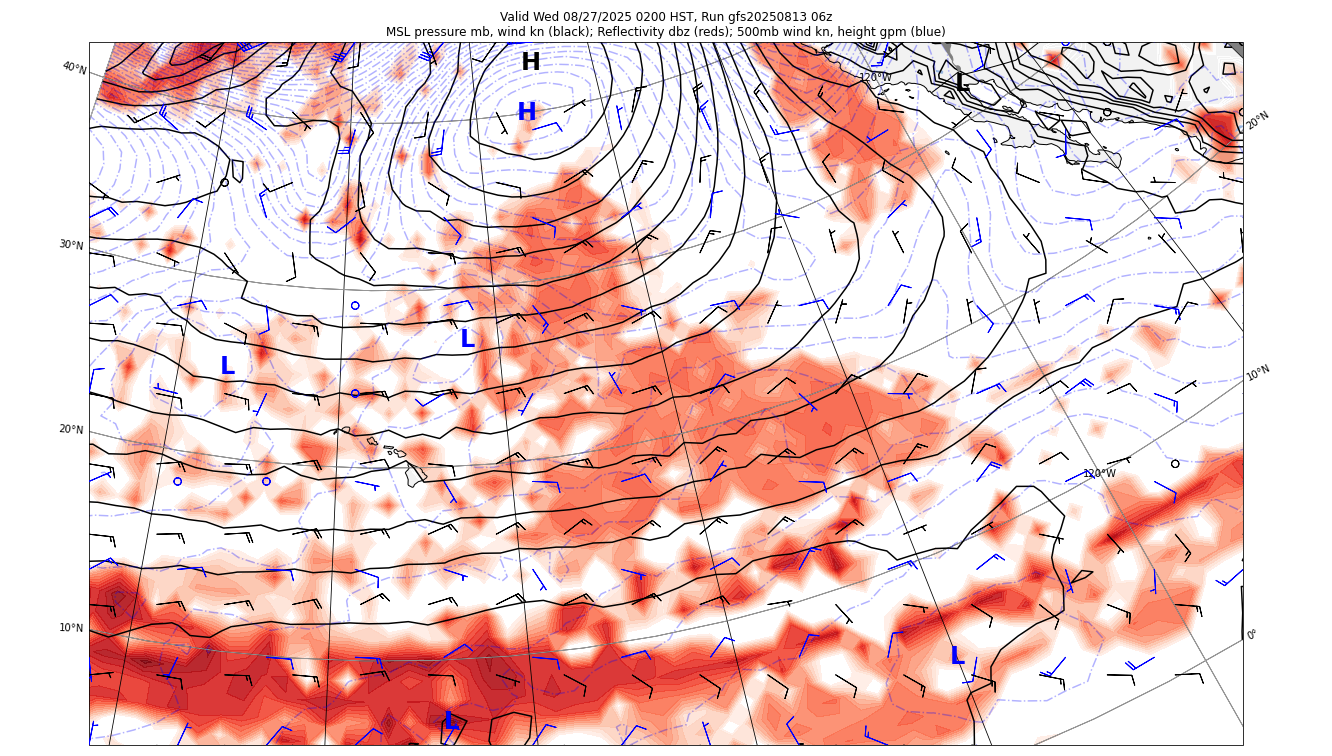 Valid Wed 08/27/2025 0200 HST, Run gfs20250813 06z
MSL pressure mb, wind kn (black); Reflectivity dbz (reds); 500mb wind kn, height gpm (blue)
H
40°N
120°W
L
H
20°N
30°N
L
L
10°N
20°N
120°W
10°N
0°
L
L